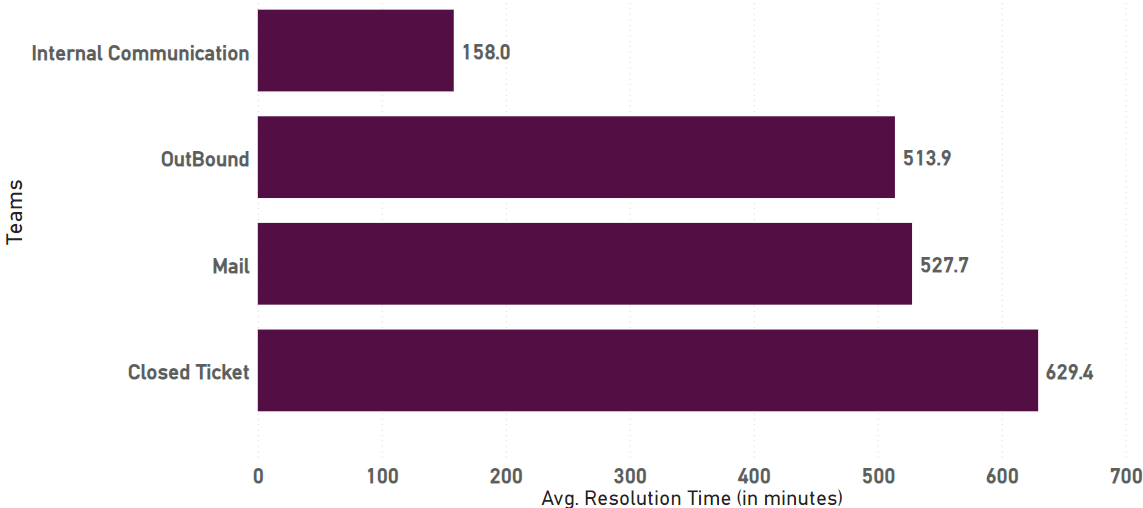 Teams
Internal Communication 158.0
OutBound 513.9
Mail 527.7
Closed Ticket 629.4
0 100 200 300 400 500 600 700
Avg. Resolution Time (in minutes)